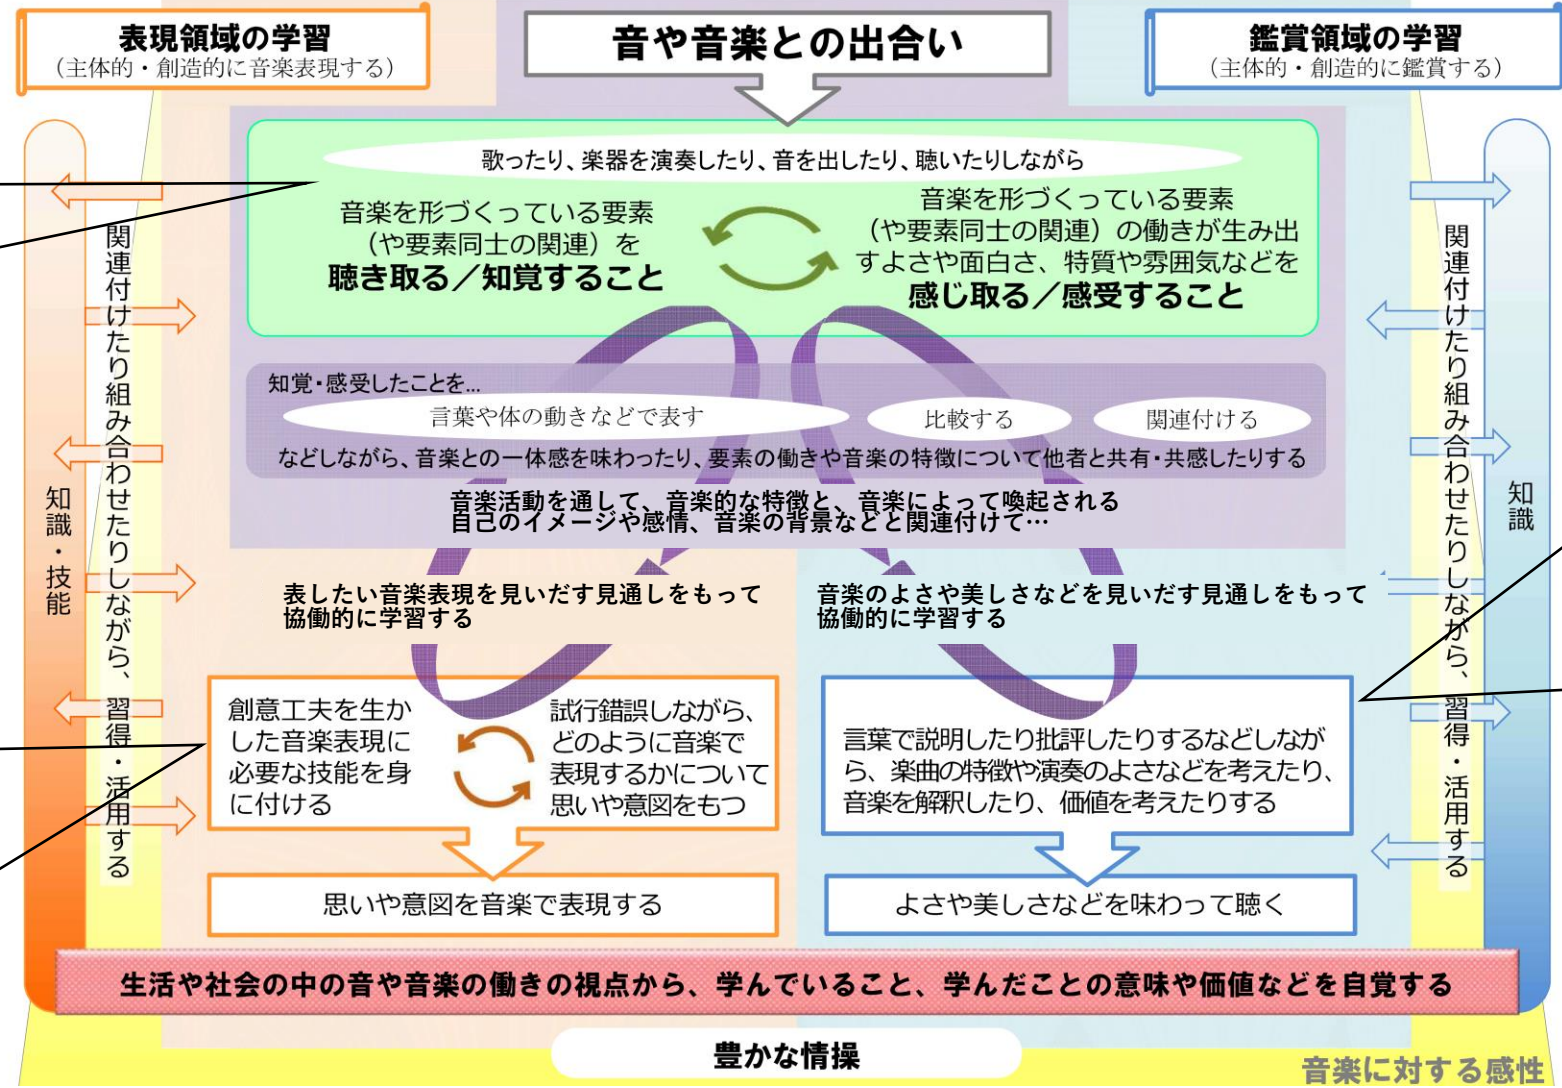 表現領域の学習
（主体的・創造的に音楽表現する）
音や音楽との出合い
鑑賞領域の学習
（主体的・創造的に鑑賞する）
歌ったり、楽器を演奏したり、音を出したり、聴いたりしながら
音楽を形づくっている要素
（や要素同士の関連）を
聴き取る／知覚すること
音楽を形づくっている要素
（や要素同士の関連）の働きが生み出
すよさや面白さ、特質や雰囲気などを
感じ取る／感受すること
知覚・感受したことを…
言葉や体の動きなどで表す
比較する
関連付ける
などしながら、音楽との一体感を味わったり、要素の働きや音楽の特徴について他者と共有・共感したりする
音楽活動を通して、音楽的な特徴と、音楽によって喚起される
自己のイメージや感情、音楽の背景などと関連付けて…
表したい音楽表現を見いだす見通しをもって
協働的に学習する
音楽のよさや美しさなどを見いだす見通しをもって
協働的に学習する
知識・技能
関連付けたり組み合わせたりしながら、習得・活用する
関連付けたり組み合わせたりしながら、習得・活用する
知識
創意工夫を生か
した音楽表現に
必要な技能を身
に付ける
試行錯誤しながら、
どのように音楽で
表現するかについて
思いや意図をもつ
言葉で説明したり批評したりするなどしなが
ら、楽曲の特徴や演奏のよさなどを考えたり、
音楽を解釈したり、価値を考えたりする
思いや意図を音楽で表現する
よさや美しさなどを味わって聴く
生活や社会の中の音や音楽の働きの視点から、学んでいること、学んだことの意味や価値などを自覚する
豊かな情操
音楽に対する感性